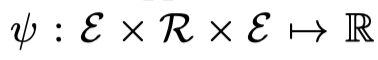 ψ : ℰ × ℛ × ℰ ↦ ℝ